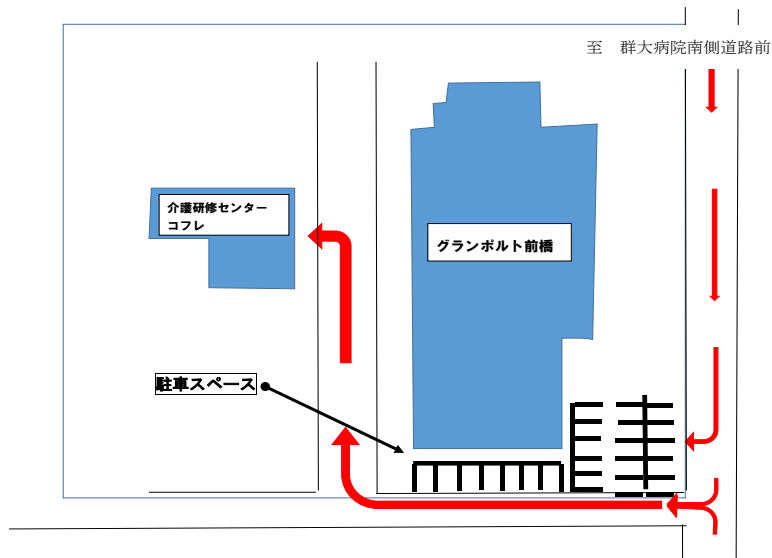 至　群大病院南側道路前
介護研修センター
コフレ
グランポルト前橋
駐車スペース